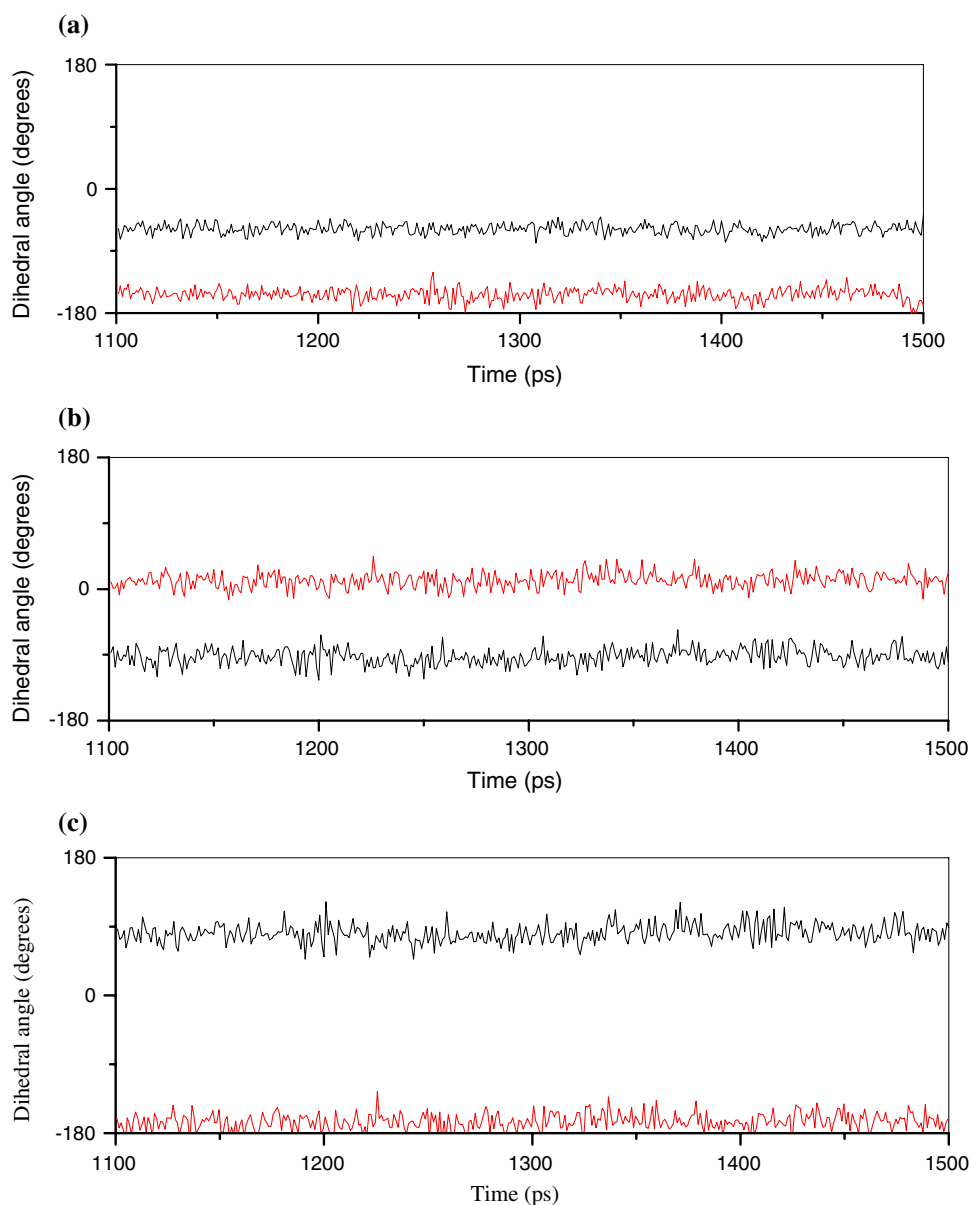 (a)
180
0
-180
Dihedral angle (degrees)
1100 1200 1300 1400 1500
Time (ps)
(b)
180
0
-180
Dihedral angle (degrees)
1100 1200 1300 1400 1500
Time (ps)
(c)
180
0
-180
Dihedral angle (degrees)
1100 1200 1300 1400 1500
Time (ps)